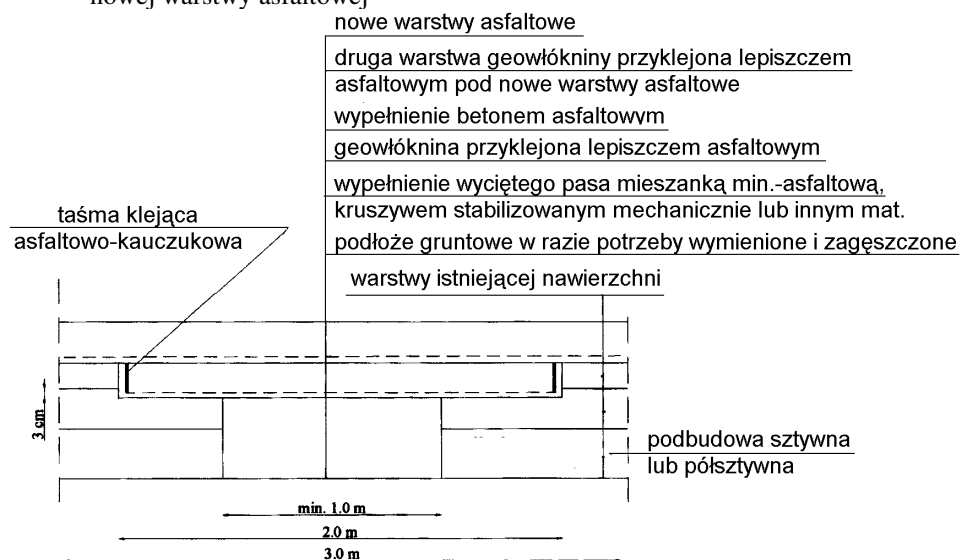 nowej warstwy asfaltowej
nowe warstwy asfaltowe
druga warstwa geowłókniny przyklejona lepiszczem
asfaltowym pod nowe warstwy asfaltowe
wypełnienie betonem asfaltowym
geowłóknina przyklejona lepiszczem asfaltowym
wypełnienie wyciętego pasa mieszanką min.-asfaltową,
kruszywem stabilizowanym mechanicznie lub innym mat.
podłoże gruntowe w razie potrzeby wymienione i zagęszczone
warstwy istniejącej nawierzchni
taśma klejąca
asfaltowo-kauczukowa
3 cm
podbudowa sztywna
lub półsztywna
min. 1.0 m
2.0 m
3.0 m